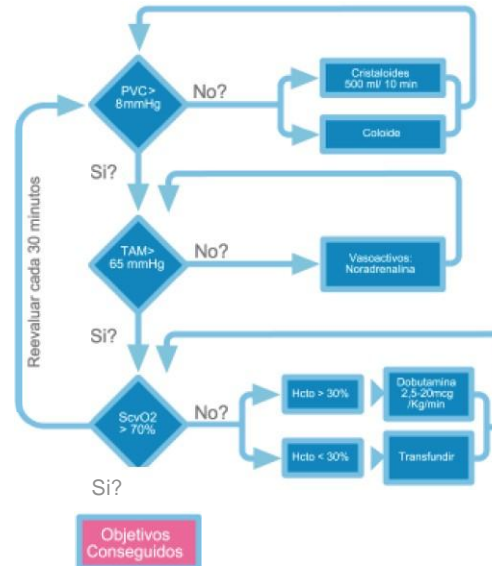 PVC>
8mmHg
No?
Cristaloides
500 ml/ 10 min
Coloide
Si?
TAM>
65 mmHg
No?
Vasoactivos:
Noradrenalina
Si?
Reevaluar cada 30 minutos
ScvO2
> 70%
No?
Hcto > 30%
Dobutamina
2,5-20mcg
/Kg/min
Hcto < 30%
Transfundir
Si?
Objetivos
Conseguidos